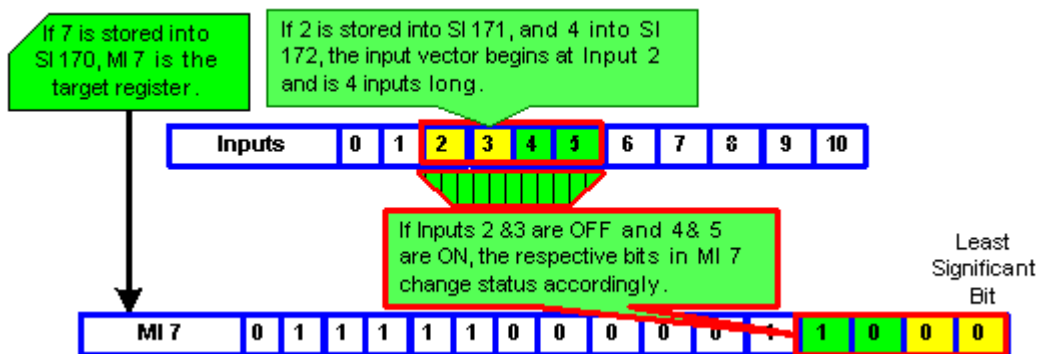 If 7 is stored into
SI 170, MI 7 is the
target register.
If 2 is stored into SI 171, and 4 into SI
172, the input vector begins at Input 2
and is 4 inputs long.
Inputs 0 1 2 3 4 5 6 7 8 9 10
If Inputs 2 &3 are OFF and 4& 5
are ON, the respective bits in MI 7
change status accordingly.
Least
Significant
Bit
MI 7 0 1 1 1 1 1 0 0 0 0 0 1 1 0 0 0